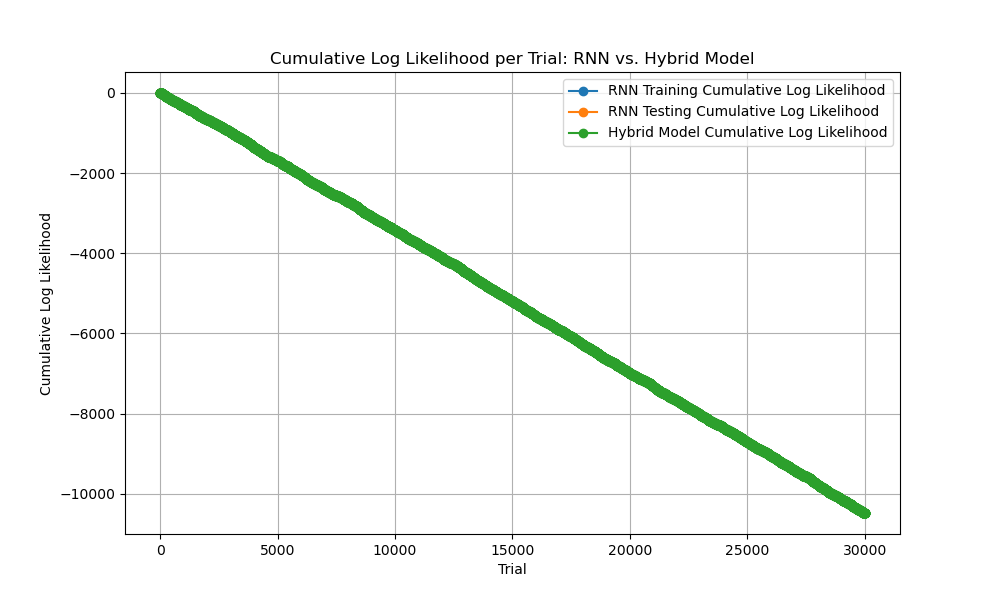 Cumulative Log Likelihood per Trial: RNN vs. Hybrid Model
RNN Training Cumulative Log Likelihood
RNN Testing Cumulative Log Likelihood
Hybrid Model Cumulative Log Likelihood
Cumulative Log Likelihood
0
−2000
−4000
−6000
−8000
−10000
0 5000 10000 15000 20000 25000 30000
Trial